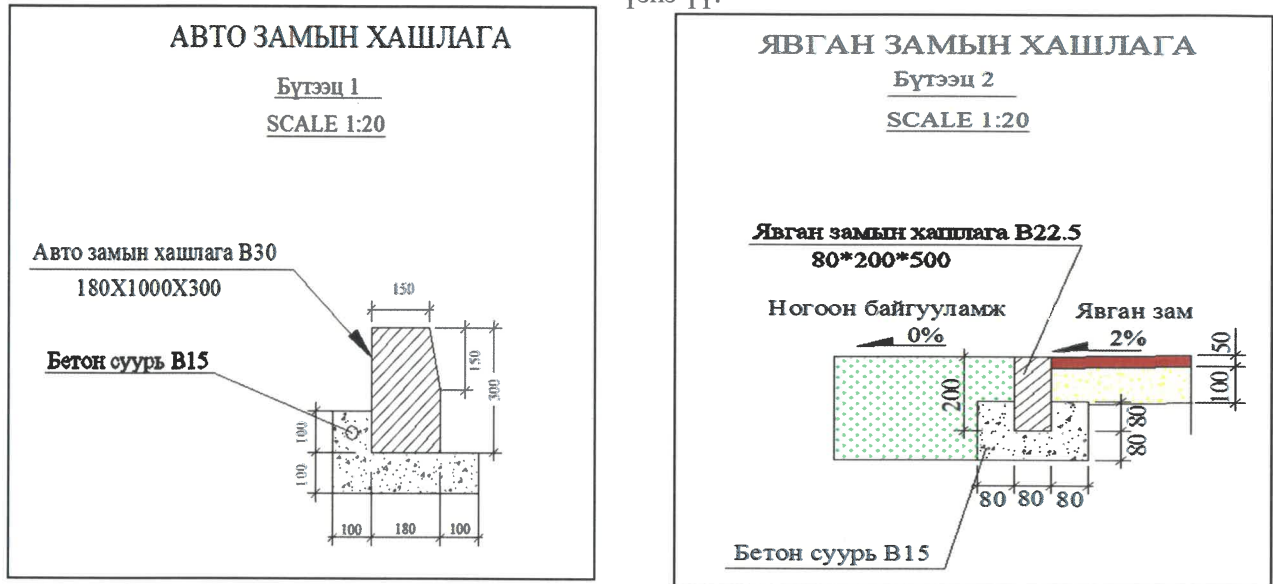 АВТО ЗАМЫН ХАШЛАГА
Бүтээц 1
SCALE 1:20
Авто замын хашлага B30
180X1000X300
Бетон суурь B15
150
150
300
100
100
100
180
100
ЯВГАН ЗАМЫН ХАШЛАГА
Бүтээц 2
SCALE 1:20
Явган замын хашлага B22.5
80*200*500
Ногоон байгууламж
0%
Явган зам
2%
50
100
200
80
80
80
80
80
Бетон суурь B15